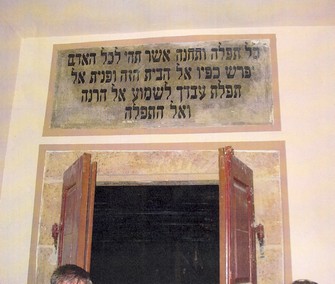 כל תפלה ותחנה אשר תהי׳ לכל האדם
פרש כפיו אל הבית הזה ופנית אל
תפלת עבדך לשמוע אל הרנה
ואל התפלה